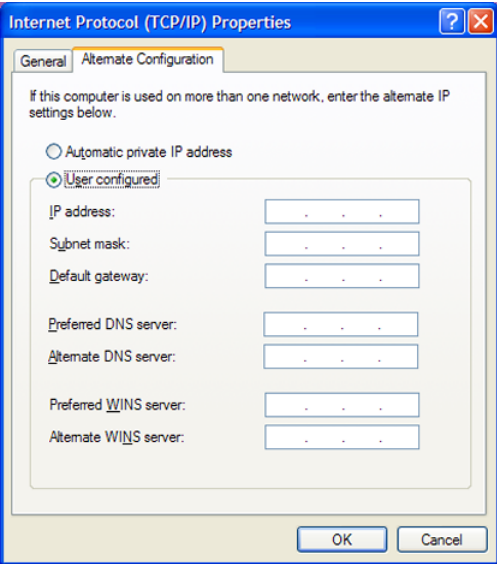 Internet Protocol (TCP/IP) Properties
General
Alternate Configuration
If this computer is used on more than one network, enter the alternate IP
settings below.
Automatic private IP address
User configured
IP address:
Subnet mask:
Default gateway:
Preferred DNS server:
Alternate DNS server:
Preferred WINS server:
Alternate WINS server:
OK
Cancel